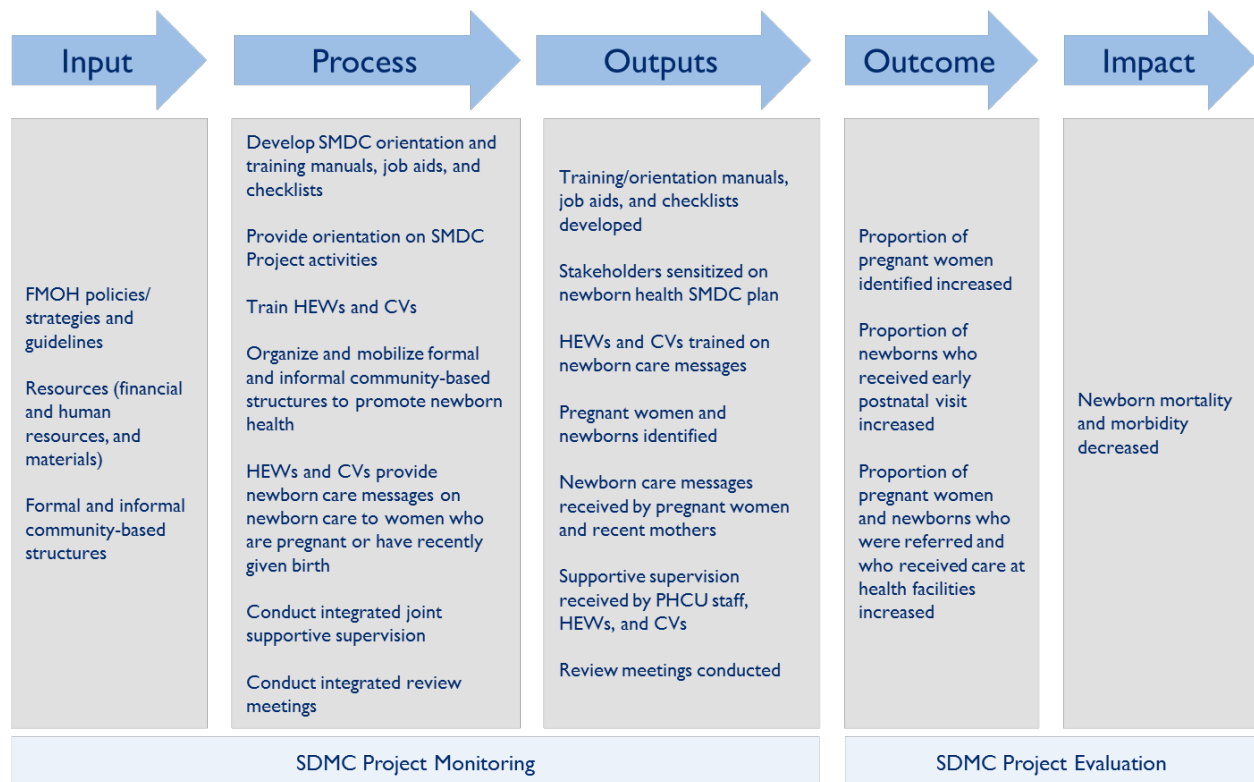 Input
Process
Outputs
Outcome
Impact
FMOH policies/
strategies and
guidelines
Resources (financial
and human
resources, and
materials)
Formal and informal
community-based
structures
Develop SMDC orientation and
training manuals, job aids, and
checklists
Provide orientation on SMDC
Project activities
Train HEWs and CVs
Organize and mobilize formal
and informal community-based
structures to promote newborn
health
HEWs and CVs provide
newborn care messages on
newborn care to women who
are pregnant or have recently
given birth
Conduct integrated joint
supportive supervision
Conduct integrated review
meetings
Training/orientation manuals,
job aids, and checklists
developed
Stakeholders sensitized on
newborn health SMDC plan
HEWs and CVs trained on
newborn care messages
Pregnant women and
newborns identified
Newborn care messages
received by pregnant women
and recent mothers
Supportive supervision
received by PHCU staff,
HEWs, and CVs
Review meetings conducted
Proportion of
pregnant women
identified increased
Proportion of
newborns who
received early
postnatal visit
increased
Proportion of
pregnant women
and newborns who
were referred and
who received care at
health facilities
increased
Newborn mortality
and morbidity
decreased
SDMC Project Monitoring
SDMC Project Evaluation